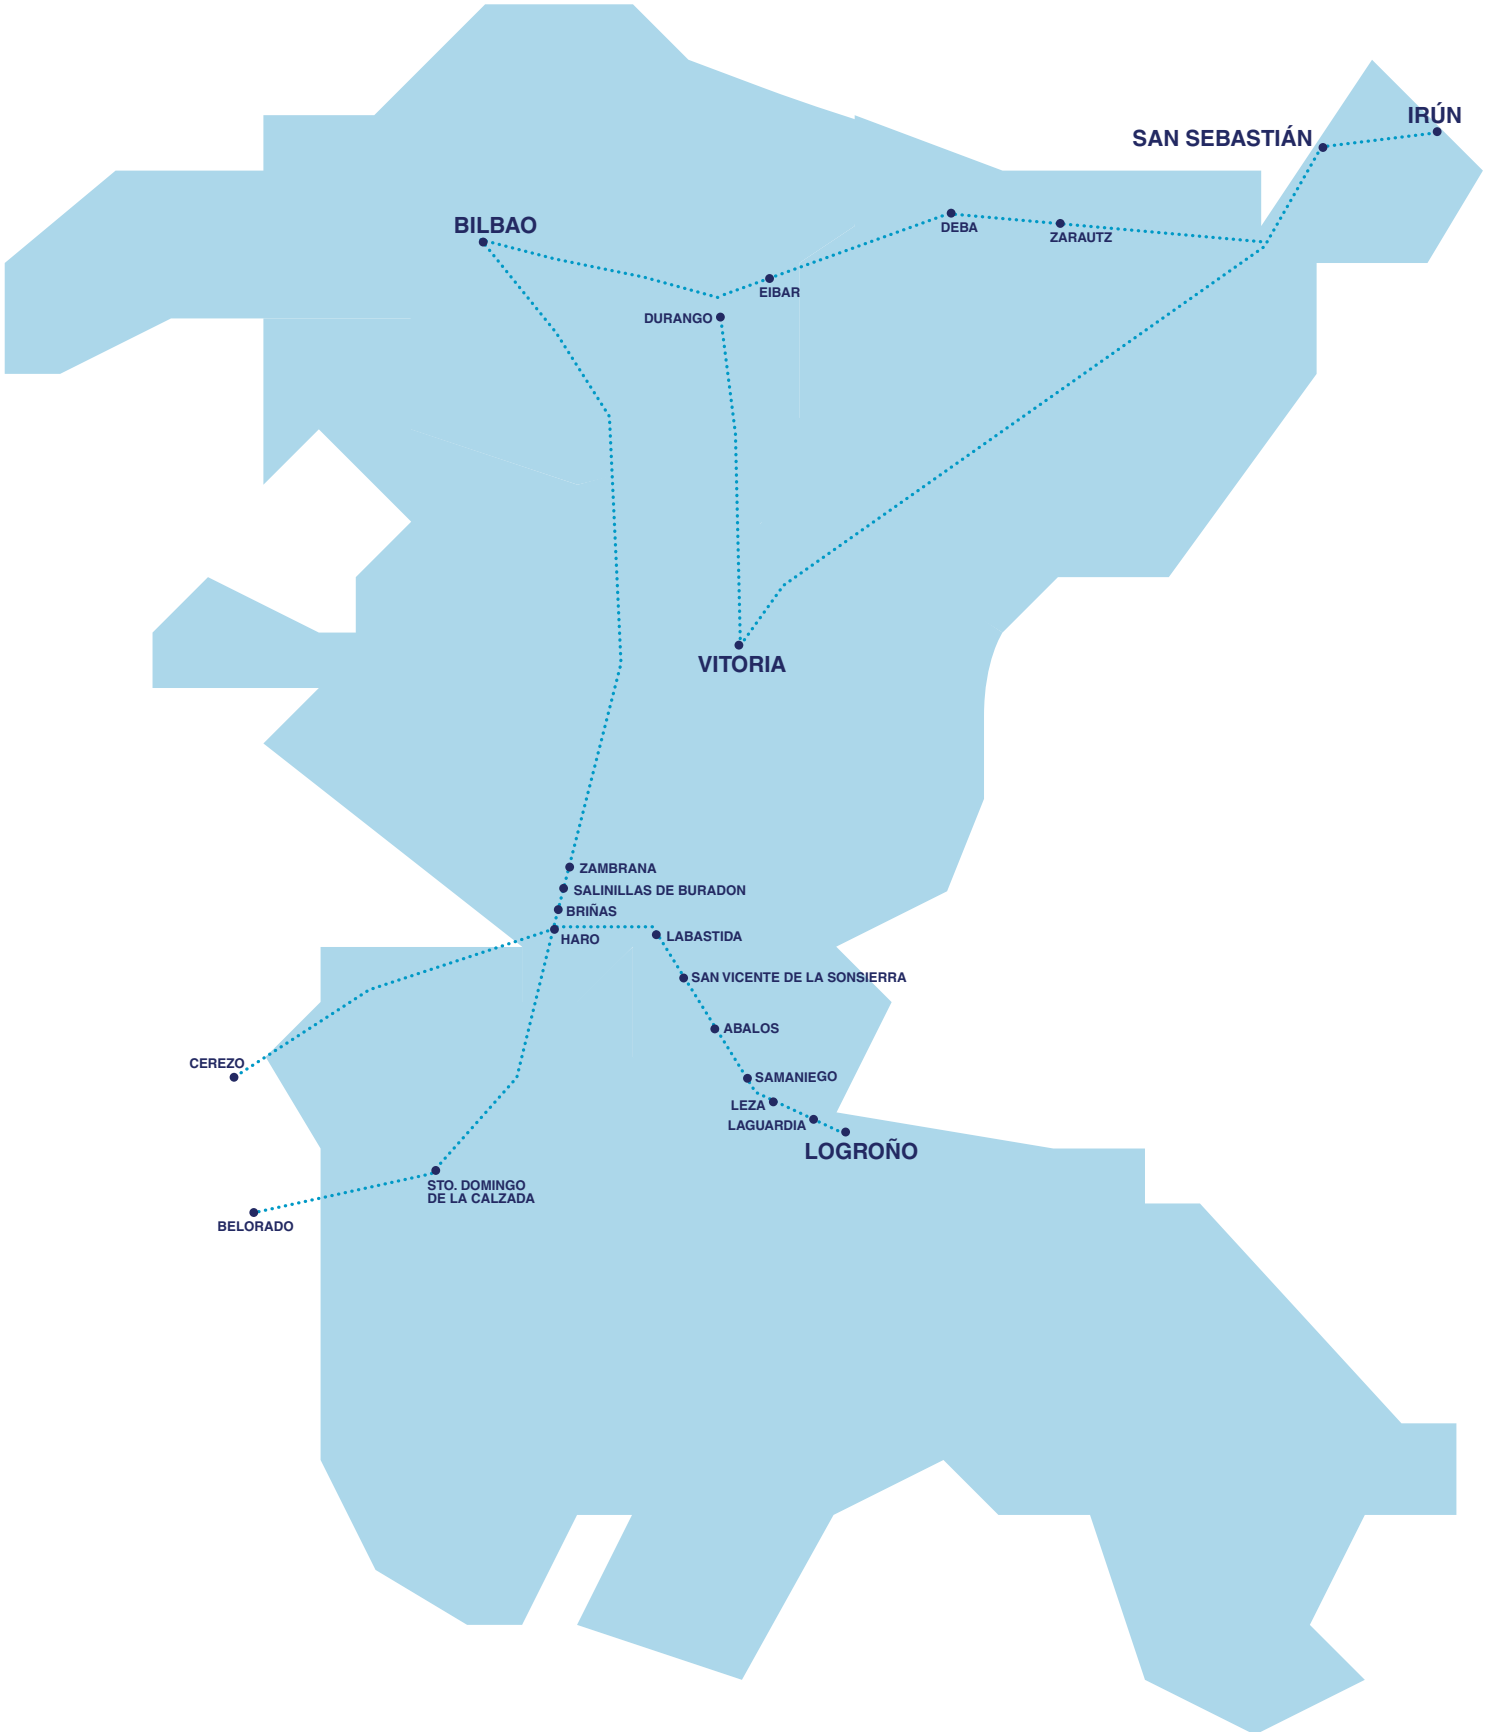 IRÚN
SAN SEBASTIÁN
BILBAO
DEBA
ZARAUTZ
EIBAR
DURANGO
VITORIA
ZAMBRANA
SALINILLAS DE BURADON
BRIÑAS
HARO
LABASTIDA
SAN VICENTE DE LA SONSIERRA
ABALOS
CEREZO
SAMANIEGO
LEZA
LAGUARDIA
LOGROÑO
STO. DOMINGO
DE LA CALZADA
BELORADO